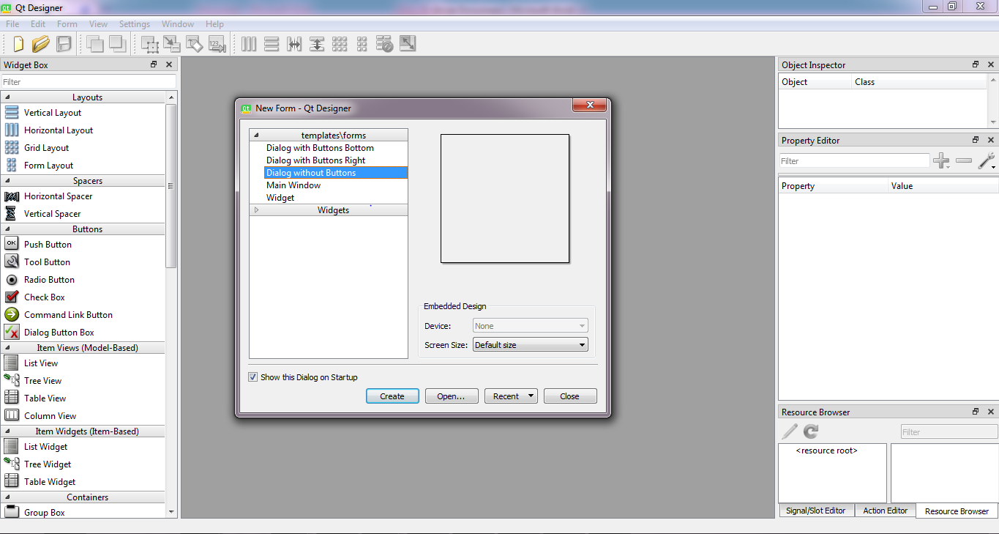 Qt Designer
File Edit Form View Settings Window Help
Widget Box
Filter
Layouts
Vertical Layout
Horizontal Layout
Grid Layout
Form Layout
Spacers
Horizontal Spacer
Vertical Spacer
Buttons
OK Push Button
Tool Button
Radio Button
Check Box
Command Link Button
Dialog Button Box
Item Views (Model-Based)
List View
Tree View
Table View
Column View
Item Widgets (Item-Based)
List Widget
Tree Widget
Table Widget
Containers
Group Box
New Form - Qt Designer
templates\forms
Dialog with Buttons Bottom
Dialog with Buttons Right
Dialog without Buttons
Main Window
Widget
Widgets
Embedded Design
Device: None
Screen Size: Default size
Show this Dialog on Startup
Create Open... Recent Close
Object Inspector
Object Class
Property Editor
Filter
Property Value
Resource Browser
Filter
<resource root>
Signal/Slot Editor Action Editor Resource Browser